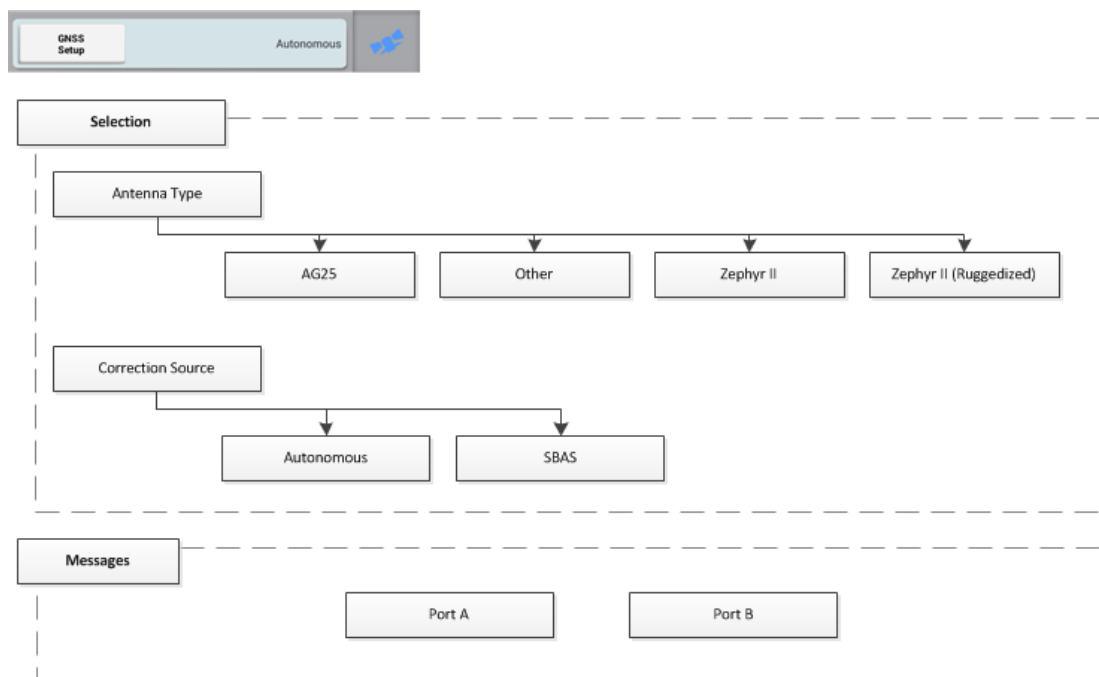 GNSS
Setup
Autonomous
Selection
Antenna Type
AG25
Other
Zephyr II
Zephyr II (Ruggedized)
Correction Source
Autonomous
SBAS
Messages
Port A
Port B